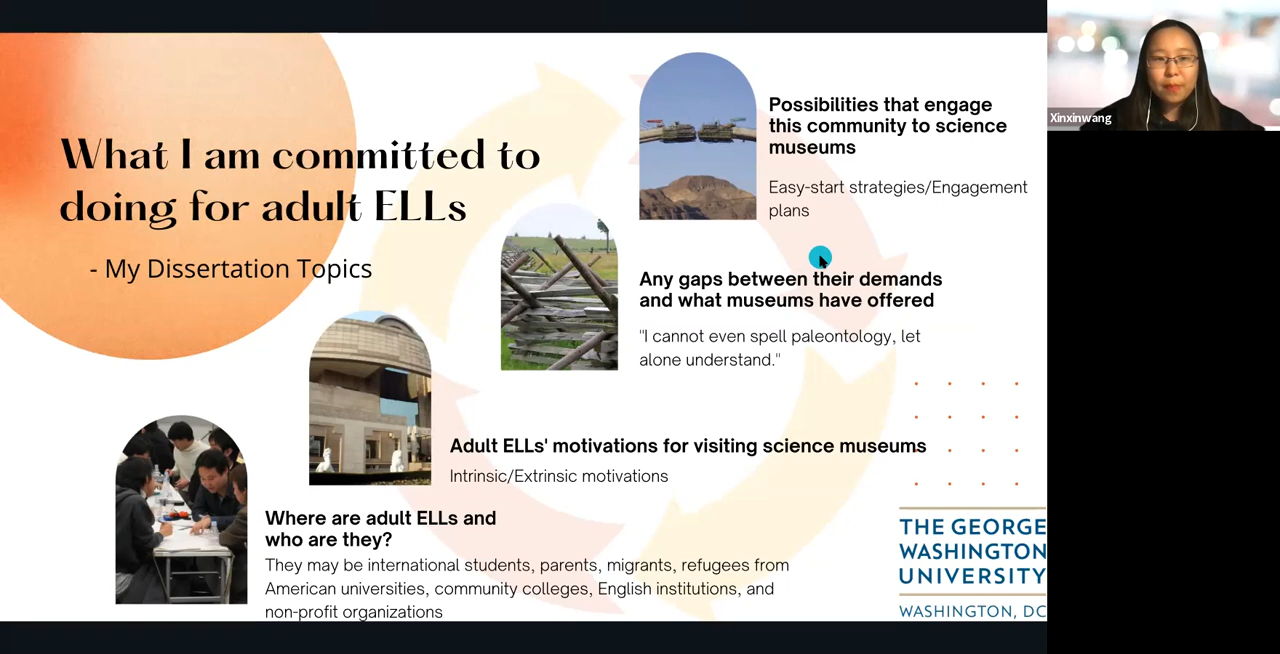 What I am committed to
doing for adult ELLs
- My Dissertation Topics
Possibilities that engage
this community to science
museums
Easy-start strategies/Engagement
plans
Any gaps between their demands
and what museums have offered
"I cannot even spell paleontology, let
alone understand."
Adult ELLs' motivations for visiting science museums
Intrinsic/Extrinsic motivations
Where are adult ELLs and
who are they?
They may be international students, parents, migrants, refugees from
American universities, community colleges, English institutions, and
non-profit organizations
THE GEORGE
WASHINGTON
UNIVERSITY
WASHINGTON, DC
Xinxinwang